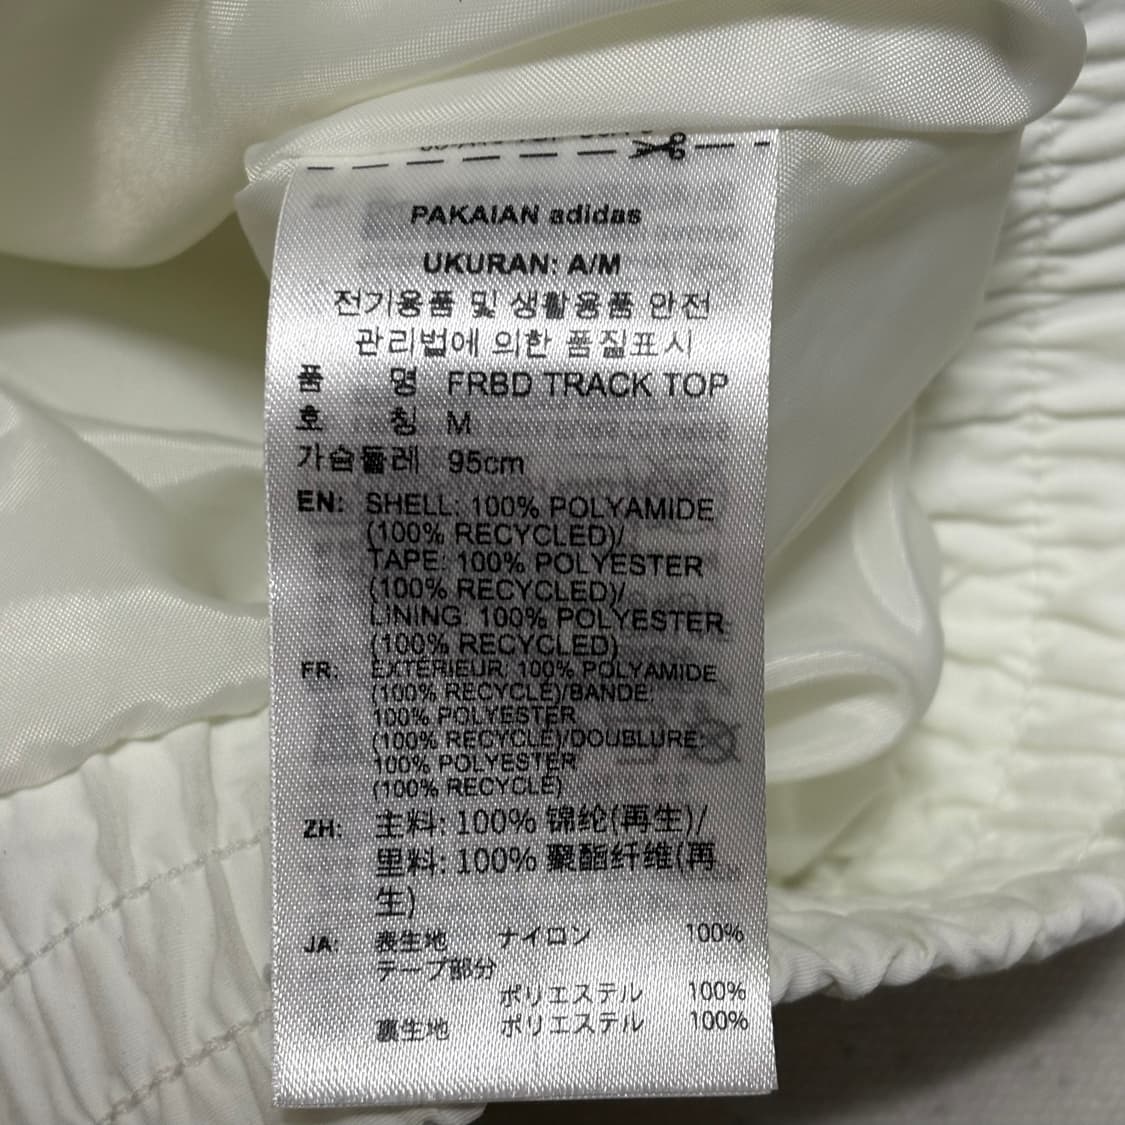 PAKAIAN adidas
UKURAN: A/M
전기용품 및 생활용품 안전
관리법에 의한 품질표시
품 명 FRBD TRACK TOP
호 칭 M
가슴둘레 95cm
EN: SHELL: 100% POLYAMIDE
(100% RECYCLED)/
TAPE: 100% POLYESTER
(100% RECYCLED)/
LINING: 100% POLYESTER
(100% RECYCLED)
FR: EXTÉRIEUR: 100% POLYAMIDE
(100% RECYCLÉ)/BANDE:
100% POLYESTER
(100% RECYCLÉ)/DOUBLURE:
100% POLYESTER
(100% RECYCLÉ)
ZH: 主料: 100% 锦纶(再生)/
里料: 100% 聚酯纤维(再
生)
JA: 表生地 ナイロン 100%
テープ部分
ポリエステル 100%
裏生地 ポリエステル 100%